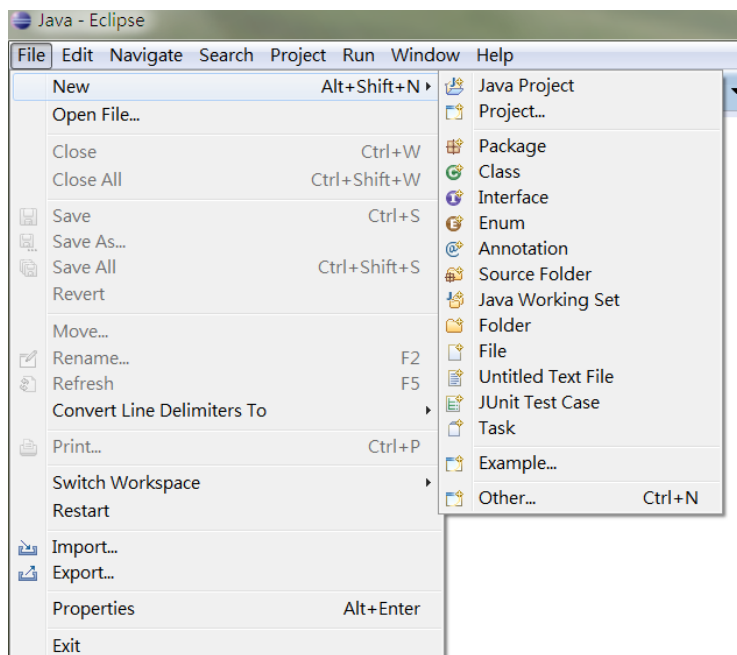 Java - Eclipse
File Edit Navigate Search Project Run Window Help
New Alt+Shift+N
Open File...
Close Ctrl+W
Close All Ctrl+Shift+W
Save Ctrl+S
Save As...
Save All Ctrl+Shift+S
Revert
Move...
Rename... F2
Refresh F5
Convert Line Delimiters To
Print... Ctrl+P
Switch Workspace
Restart
Import...
Export...
Properties Alt+Enter
Exit
Java Project
Project...
Package
Class
Interface
Enum
Annotation
Source Folder
Java Working Set
Folder
File
Untitled Text File
JUnit Test Case
Task
Example...
Other... Ctrl+N